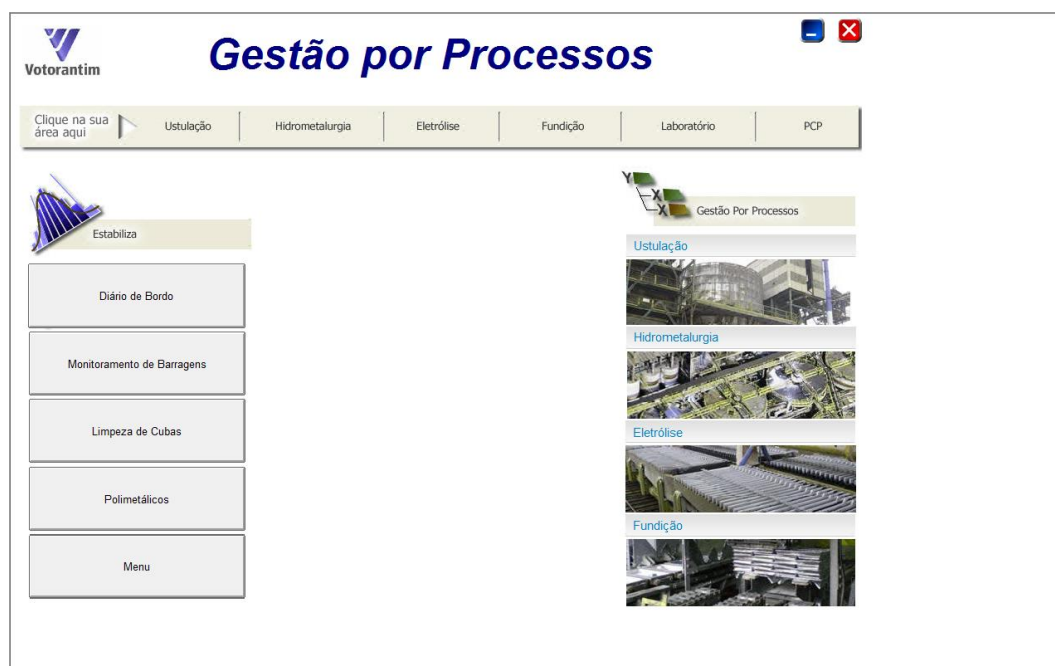 Votorantim
Gestão por Processos
Clique na sua
área aqui
Ustulação
Hidrometalurgia
Eletrólise
Fundição
Laboratório
PCP
Estabiliza
Diário de Bordo
Monitoramento de Barragens
Limpeza de Cubas
Polimetálicos
Menu
Y
X
X
Gestão Por Processos
Ustulação
Hidrometalurgia
Eletrólise
Fundição